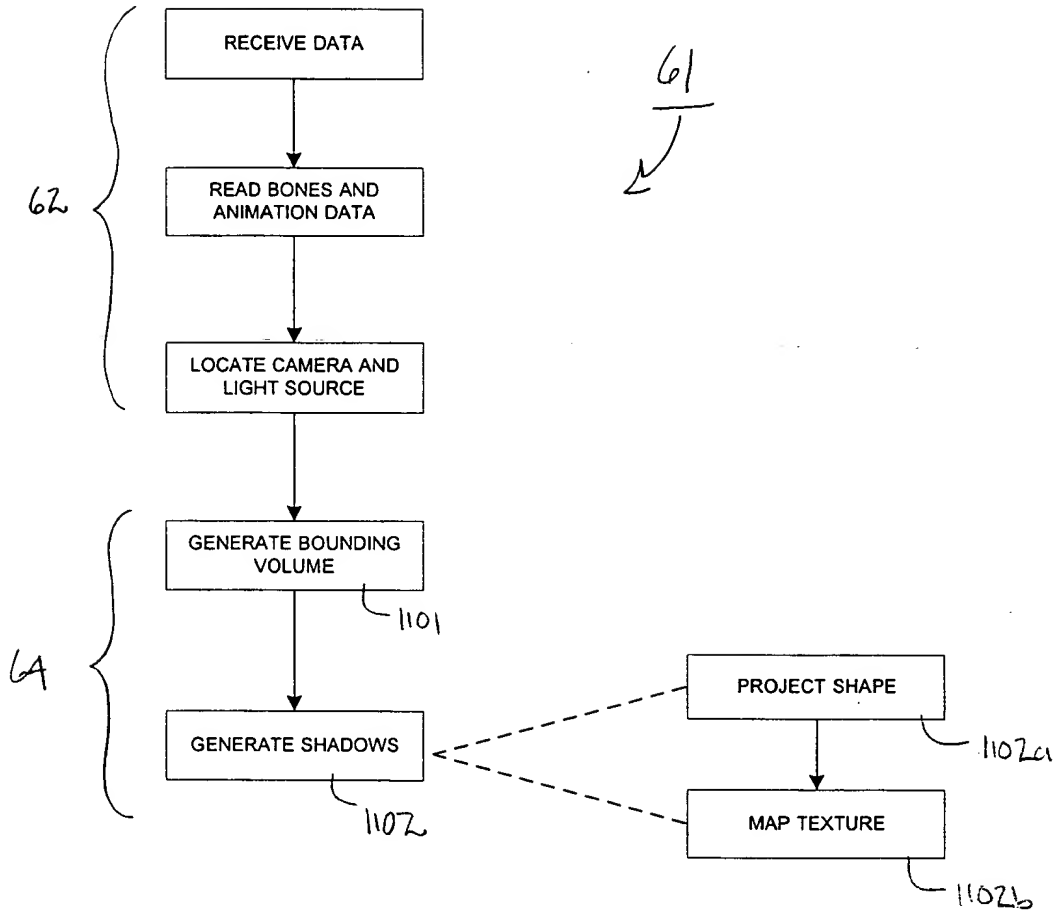 RECEIVE DATA
61
62
READ BONES AND
ANIMATION DATA
LOCATE CAMERA AND
LIGHT SOURCE
GENERATE BOUNDING
VOLUME
1101
64
PROJECT SHAPE
GENERATE SHADOWS
1102a
1102
MAP TEXTURE
1102b